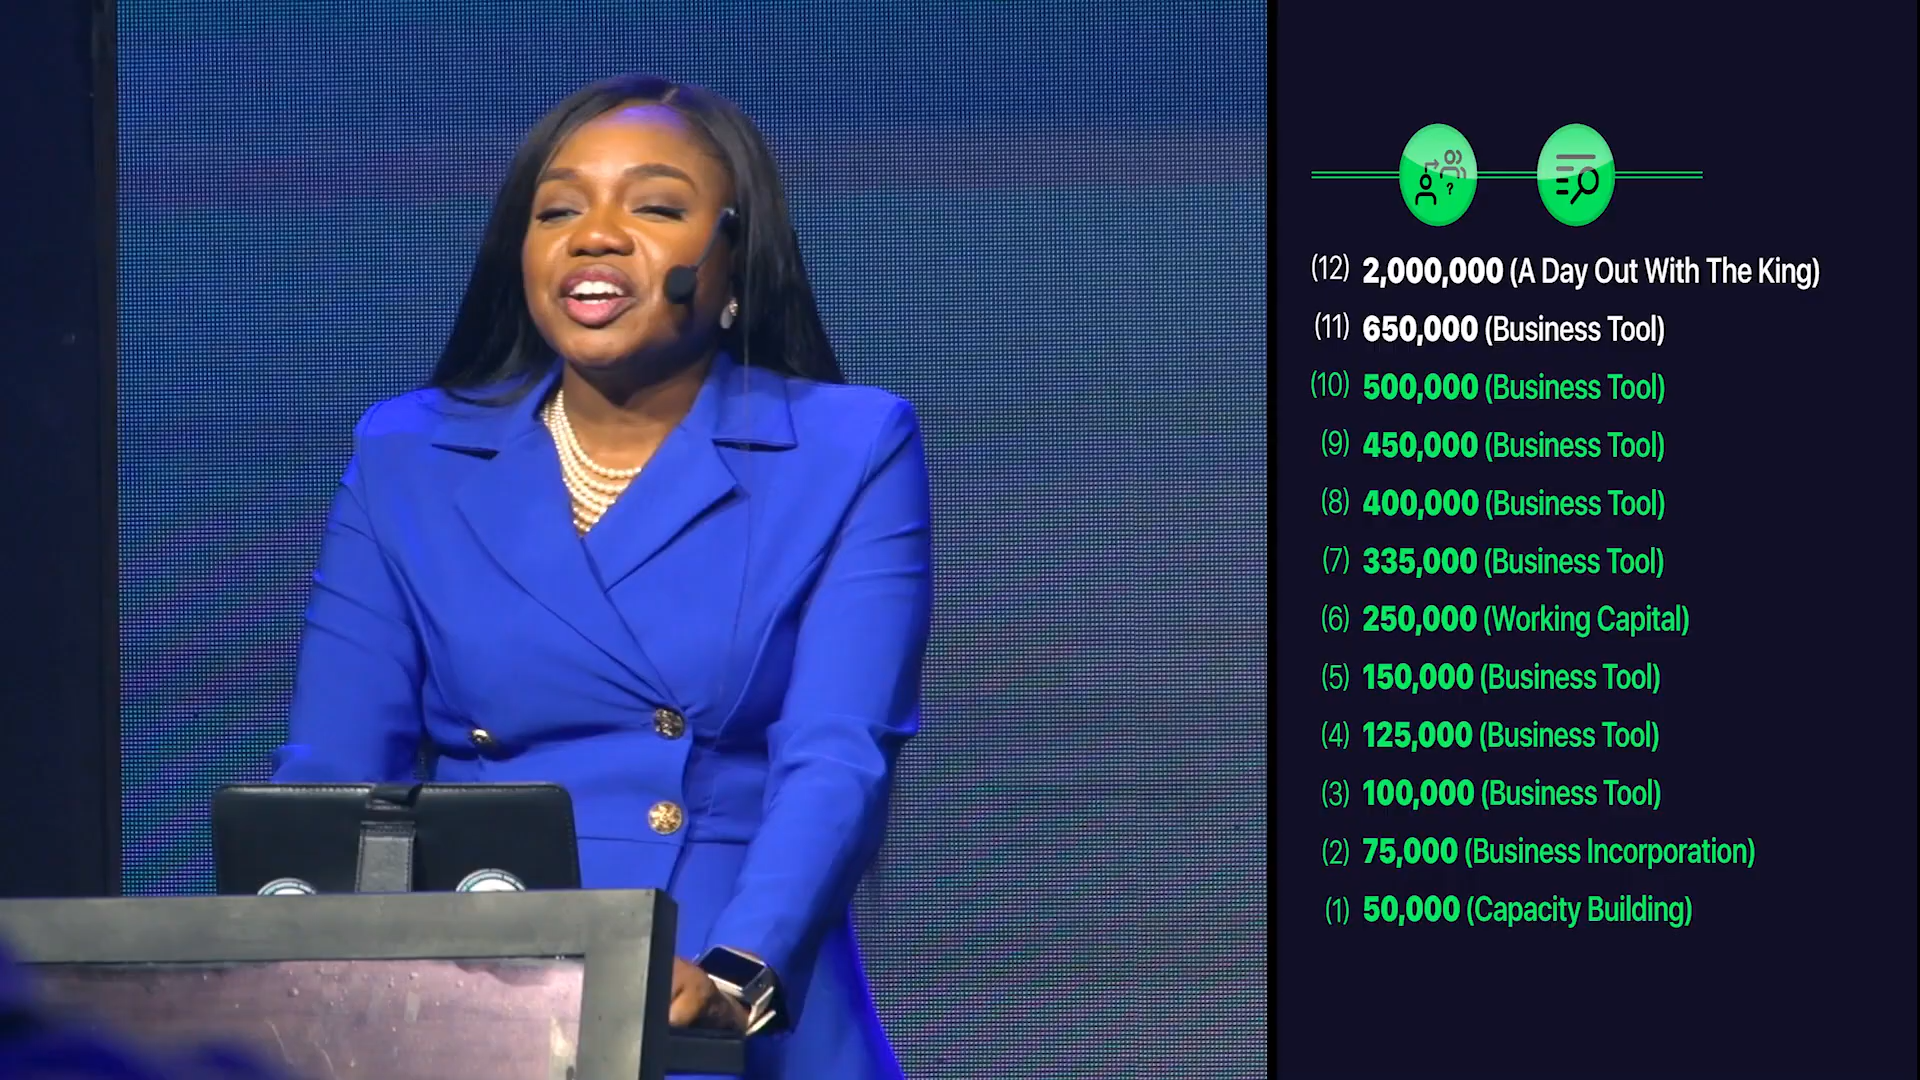 ?
(12) 2,000,000 (A Day Out With The King)
(11) 650,000 (Business Tool)
(10) 500,000 (Business Tool)
(9) 450,000 (Business Tool)
(8) 400,000 (Business Tool)
(7) 335,000 (Business Tool)
(6) 250,000 (Working Capital)
(5) 150,000 (Business Tool)
(4) 125,000 (Business Tool)
(3) 100,000 (Business Tool)
(2) 75,000 (Business Incorporation)
(1) 50,000 (Capacity Building)